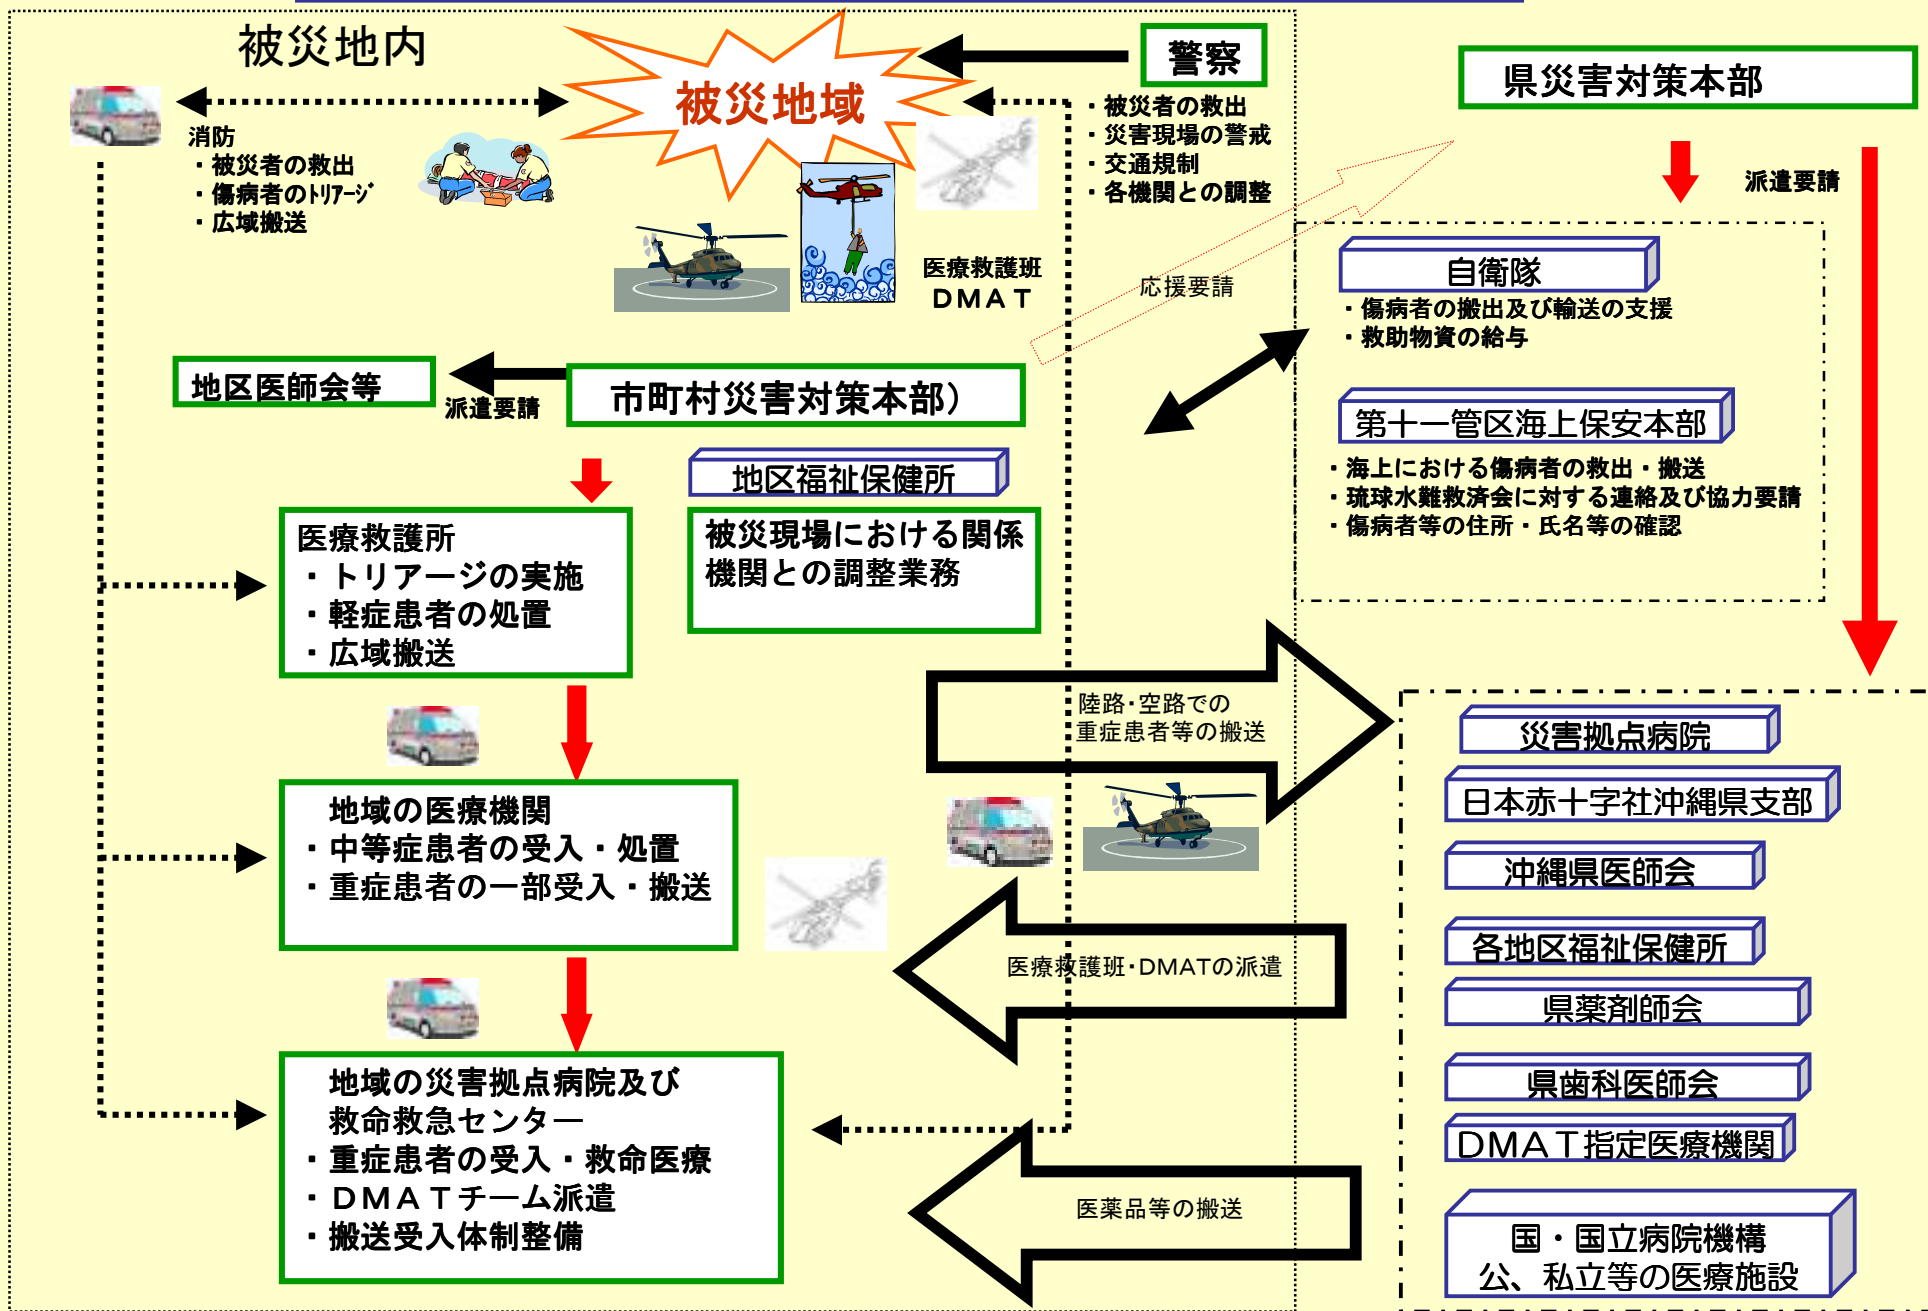 被災地内
被災地域
警察
・被災者の救出
・災害現場の警戒
・交通規制
・各機関との調整
県災害対策本部
派遣要請
消防
・被災者の救出
・傷病者のﾄﾘｱｰｼﾞ
・広域搬送
医療救護班
ＤＭＡＴ
応援要請
自衛隊
・傷病者の搬出及び輸送の支援
・救助物資の給与
地区医師会等
派遣要請
市町村災害対策本部）
第十一管区海上保安本部
・海上における傷病者の救出・搬送
・琉球水難救済会に対する連絡及び協力要請
・傷病者等の住所・氏名等の確認
地区福祉保健所
被災現場における関係
機関との調整業務
医療救護所
・トリアージの実施
・軽症患者の処置
・広域搬送
陸路・空路での
重症患者等の搬送
災害拠点病院
日本赤十字社沖縄県支部
沖縄県医師会
各地区福祉保健所
県薬剤師会
県歯科医師会
ＤＭＡＴ指定医療機関
国・国立病院機構
公、私立等の医療施設
地域の医療機関
・中等症患者の受入・処置
・重症患者の一部受入・搬送
医療救護班・DMATの派遣
地域の災害拠点病院及び
救命救急センター
・重症患者の受入・救命医療
・ＤＭＡＴチーム派遣
・搬送受入体制整備
医薬品等の搬送